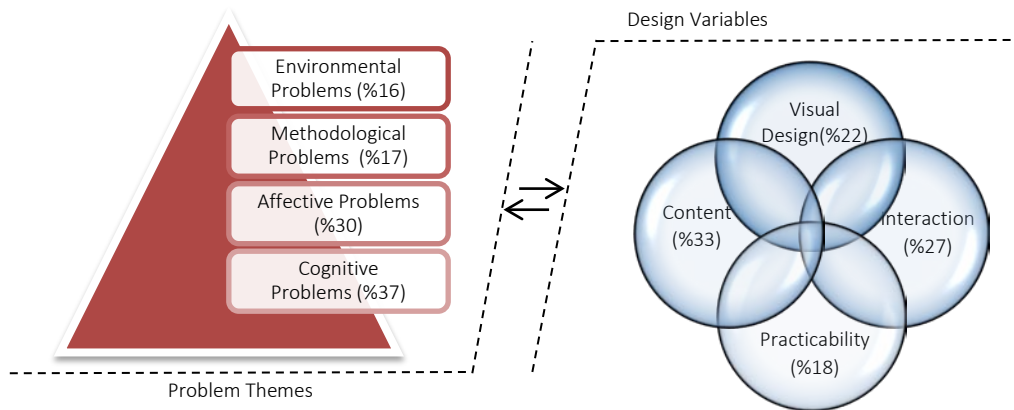 Design Variables
Environmental
Problems (%16)
Methodological
Problems (%17)
Affective Problems
(%30)
Cognitive
Problems (%37)
Problem Themes
Visual
Design(%22)
Content
(%33)
Interaction
(%27)
Practicability
(%18)